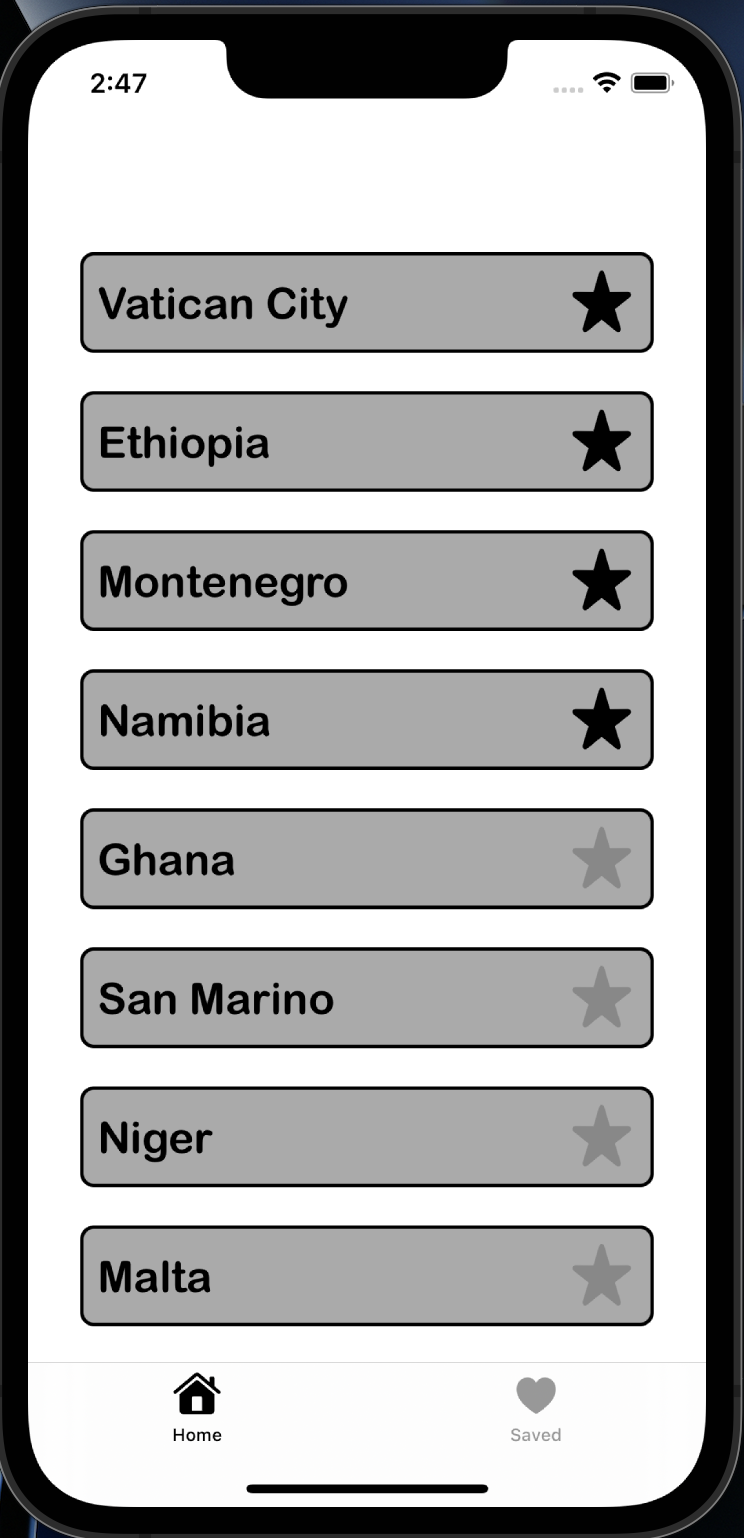 2:47
Vatican City
Ethiopia
Montenegro
Namibia
Ghana
San Marino
Niger
Malta
Home
Saved